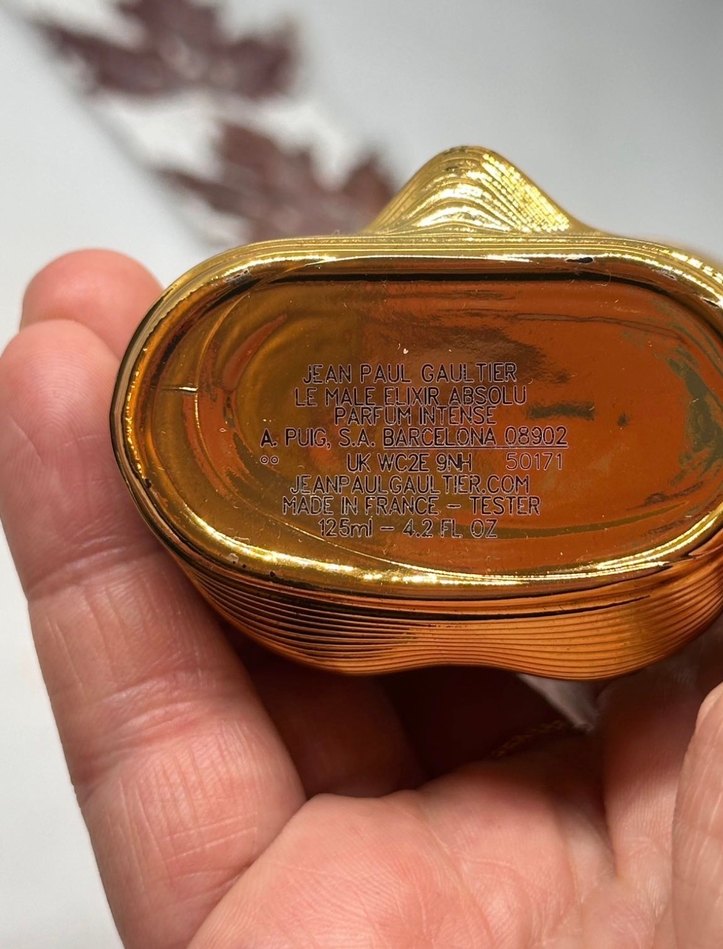 JEAN PAUL GAULTIER
LE MALE ELIXIR ABSOLU
PARFUM INTENSE
A. PUIG, S.A. BARCELONA 08902
UK WC2E 9NH 50171
JEANPAULGAULTIER.COM
MADE IN FRANCE – TESTER
125ml – 4.2 FL OZ